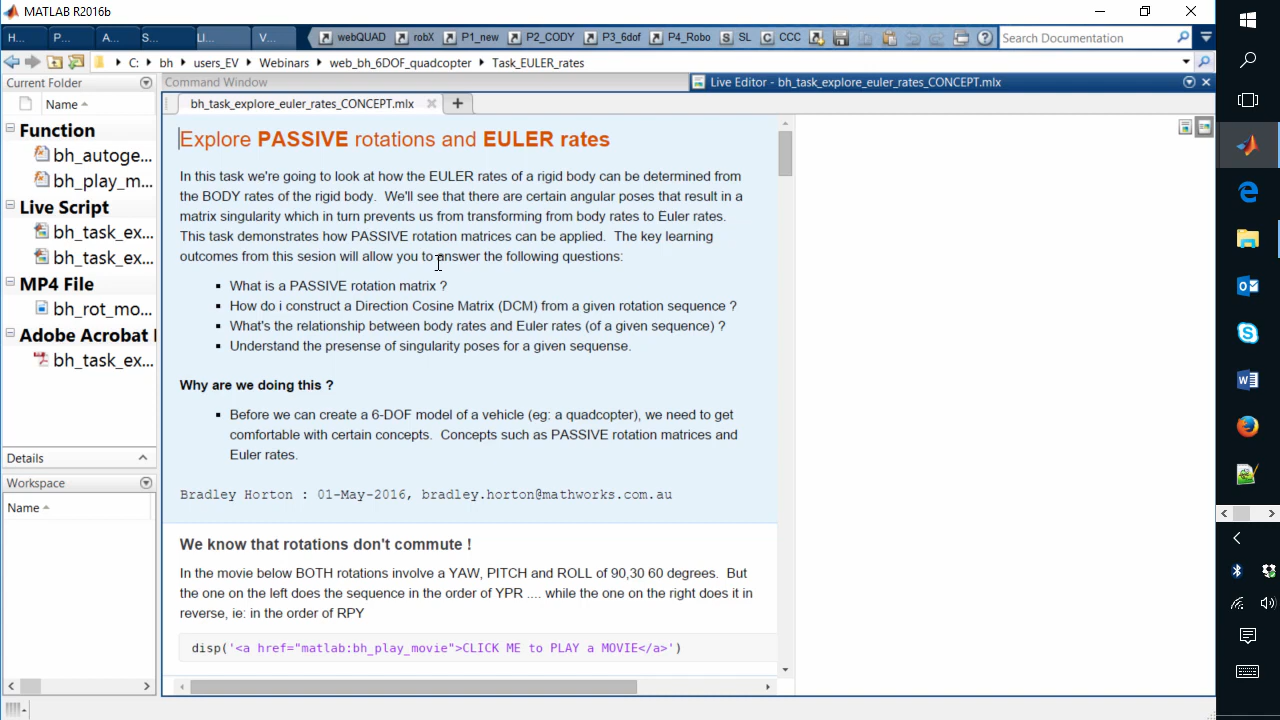 MATLAB R2016b
H... P... A... S... LI... V... webQUAD robX P1_new P2_CODY P3_6dof P4_Robo SL CCC Search Documentation
C: bh users_EV Webinars web_bh_6DOF_quadcopter Task_EULER_rates
Current Folder
Command Window
Live Editor - bh_task_explore_euler_rates_CONCEPT.mlx
Name
bh_task_explore_euler_rates_CONCEPT.mlx
Function
bh_autoge...
bh_play_m...
Live Script
bh_task_ex...
bh_task_ex...
MP4 File
bh_rot_mo...
Adobe Acrobat
bh_task_ex...
Details
Workspace
Name
Explore PASSIVE rotations and EULER rates
In this task we're going to look at how the EULER rates of a rigid body can be determined from
the BODY rates of the rigid body. We'll see that there are certain angular poses that result in a
matrix singularity which in turn prevents us from transforming from body rates to Euler rates.
This task demonstrates how PASSIVE rotation matrices can be applied. The key learning
outcomes from this sesion will allow you to answer the following questions:
What is a PASSIVE rotation matrix ?
How do i construct a Direction Cosine Matrix (DCM) from a given rotation sequence ?
What's the relationship between body rates and Euler rates (of a given sequence) ?
Understand the presense of singularity poses for a given sequense.
Why are we doing this ?
Before we can create a 6-DOF model of a vehicle (eg: a quadcopter), we need to get
comfortable with certain concepts. Concepts such as PASSIVE rotation matrices and
Euler rates.
Bradley Horton : 01-May-2016, bradley.horton@mathworks.com.au
We know that rotations don't commute !
In the movie below BOTH rotations involve a YAW, PITCH and ROLL of 90,30 60 degrees. But
the one on the left does the sequence in the order of YPR .... while the one on the right does it in
reverse, ie: in the order of RPY
disp('<a href="matlab:bh_play_movie">CLICK ME to PLAY a MOVIE</a>')